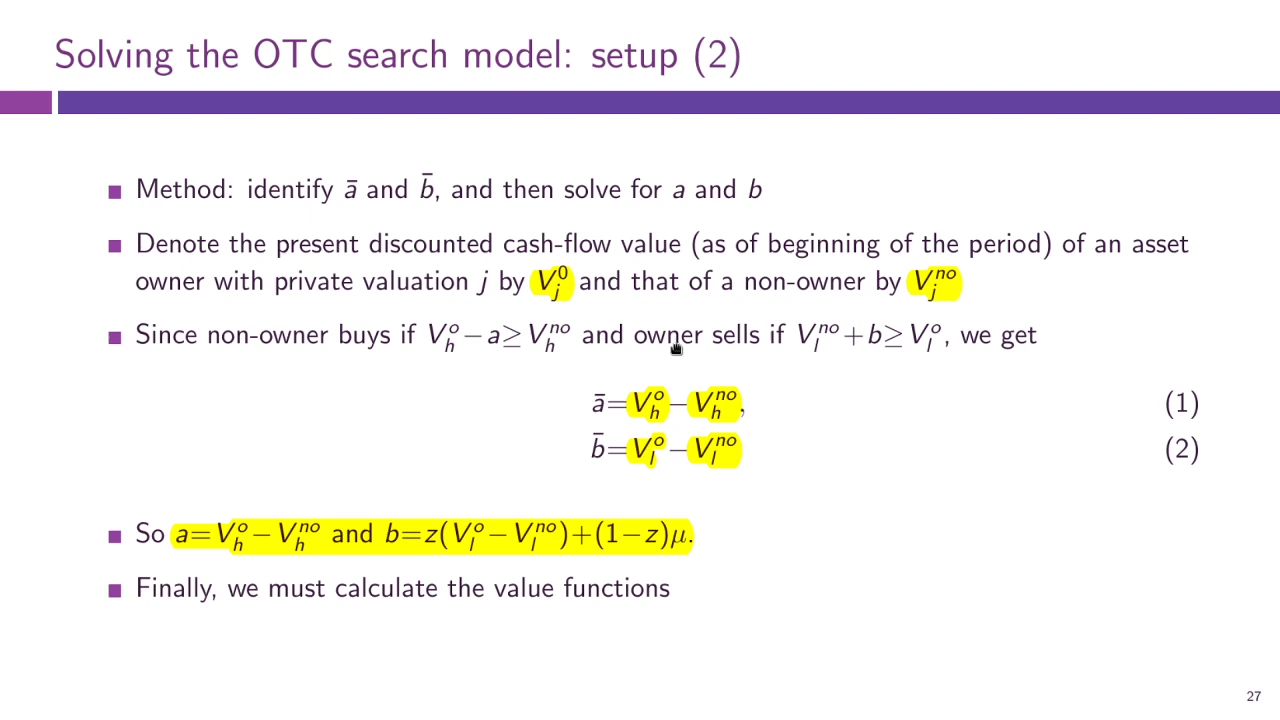 Solving the OTC search model: setup (2)
■ Method: identify ā and b̄, and then solve for a and b
■ Denote the present discounted cash-flow value (as of beginning of the period) of an asset
owner with private valuation j by V_j^0 and that of a non-owner by V_j^{no}
■ Since non-owner buys if V_h^o − a ≥ V_h^{no} and owner sells if V_l^{no} + b ≥ V_l^o, we get
ā = V_h^o − V_h^{no}, (1)
b̄ = V_l^o − V_l^{no} (2)
■ So a = V_h^o − V_h^{no} and b = z(V_l^o − V_l^{no}) + (1−z)μ.
■ Finally, we must calculate the value functions
27